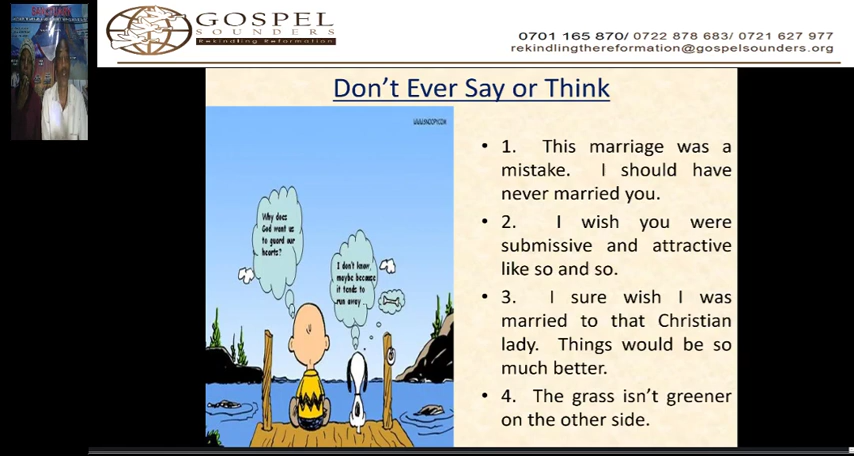 GOSPEL
SOUNDERS
Rekindling Reformation
0701 165 870/ 0722 878 683/ 0721 627 977
rekindlingthereformation@gospelsounders.org
Don't Ever Say or Think
WWW.SNOOPY.COM
Why does
God want us
to guard our
hearts?
I don't know,
maybe because
it tends to
run away
• 1. This marriage was a
mistake. I should have
never married you.
• 2. I wish you were
submissive and attractive
like so and so.
• 3. I sure wish I was
married to that Christian
lady. Things would be so
much better.
• 4. The grass isn't greener
on the other side.